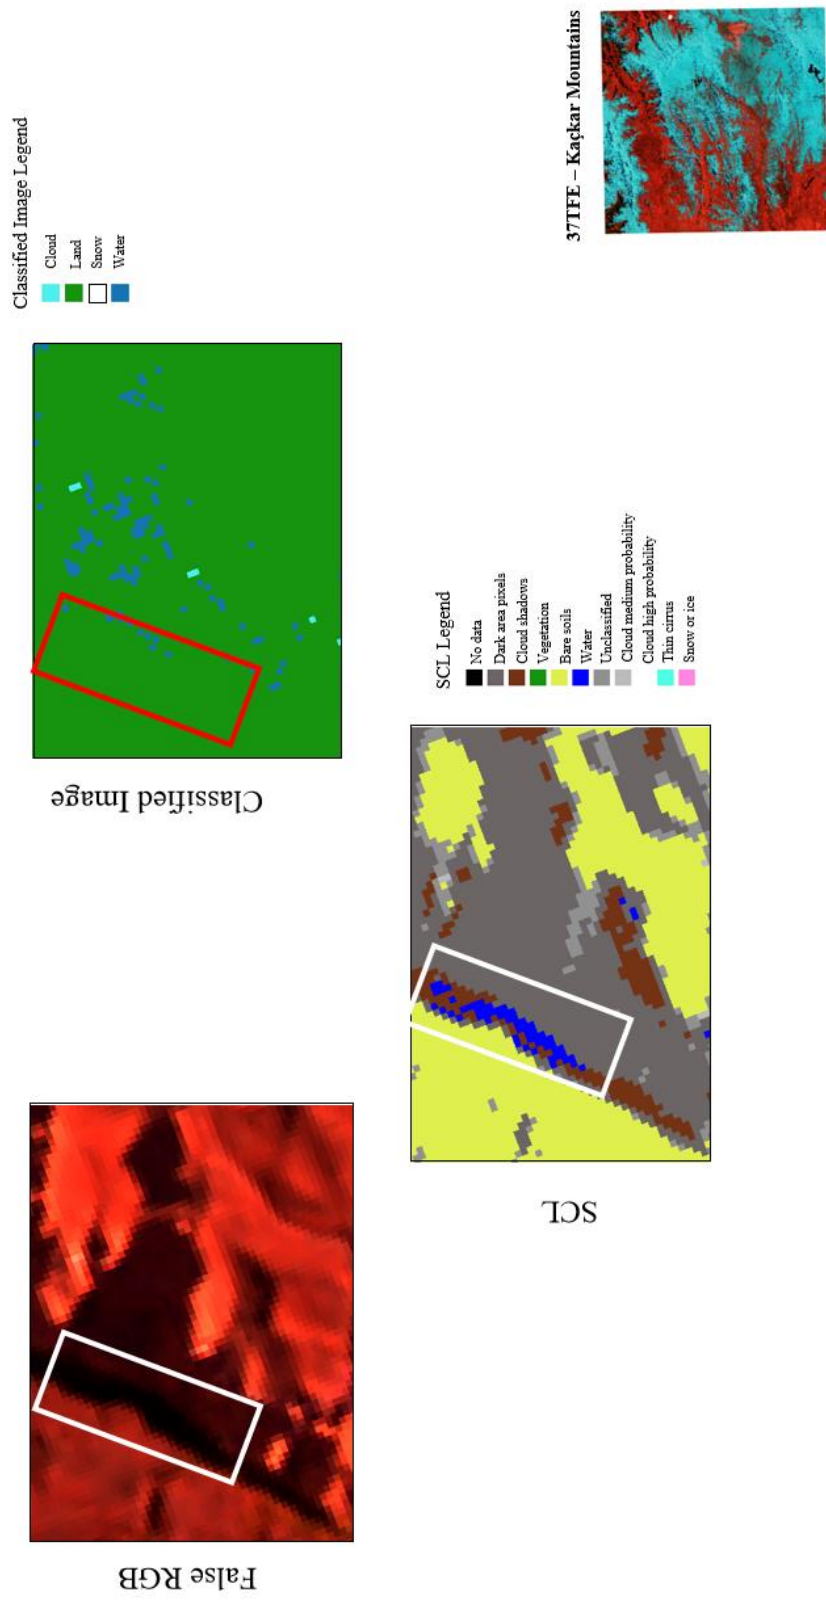 False RGB
Classified Image
Classified Image Legend
Cloud
Land
Snow
Water
SCL
SCL Legend
No data
Dark area pixels
Cloud shadows
Vegetation
Bare soils
Water
Unclassified
Cloud medium probability
Cloud high probability
Thin cirrus
Snow or ice
37TFE – Kaçkar Mountains